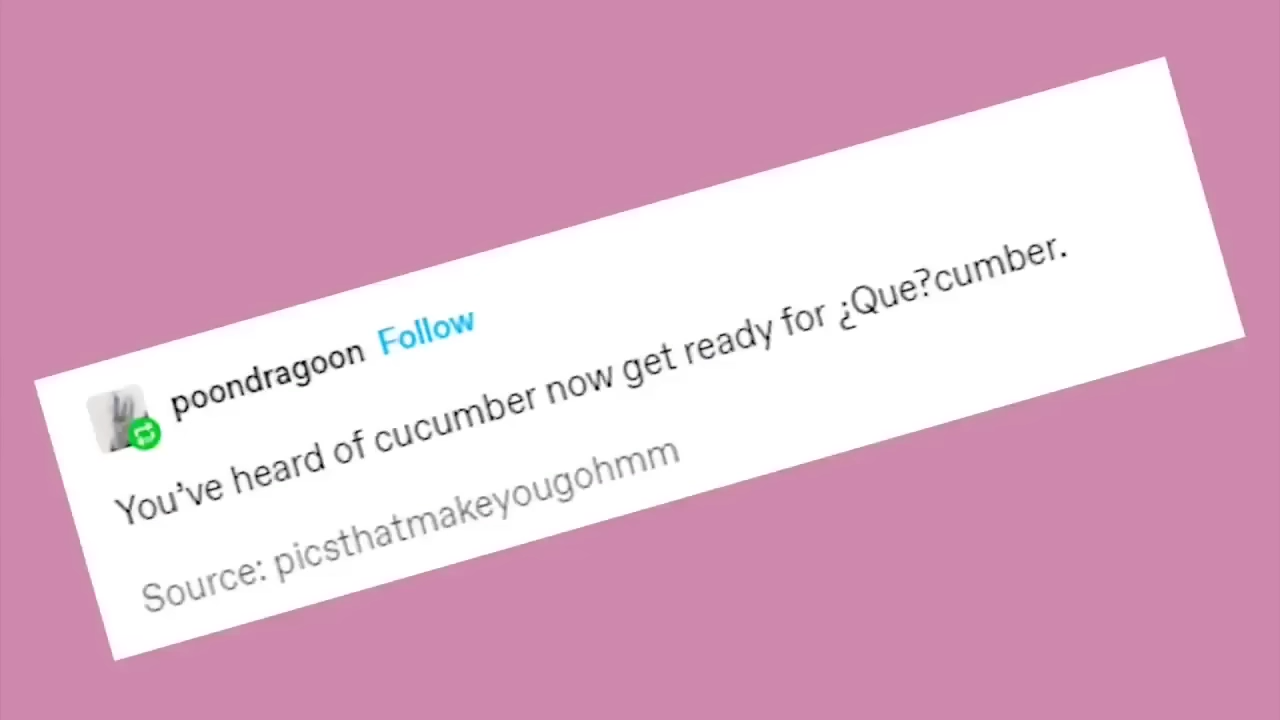 poondragoon Follow
You've heard of cucumber now get ready for ¿Que?cumber.
Source: picsthatmakeyougohmm